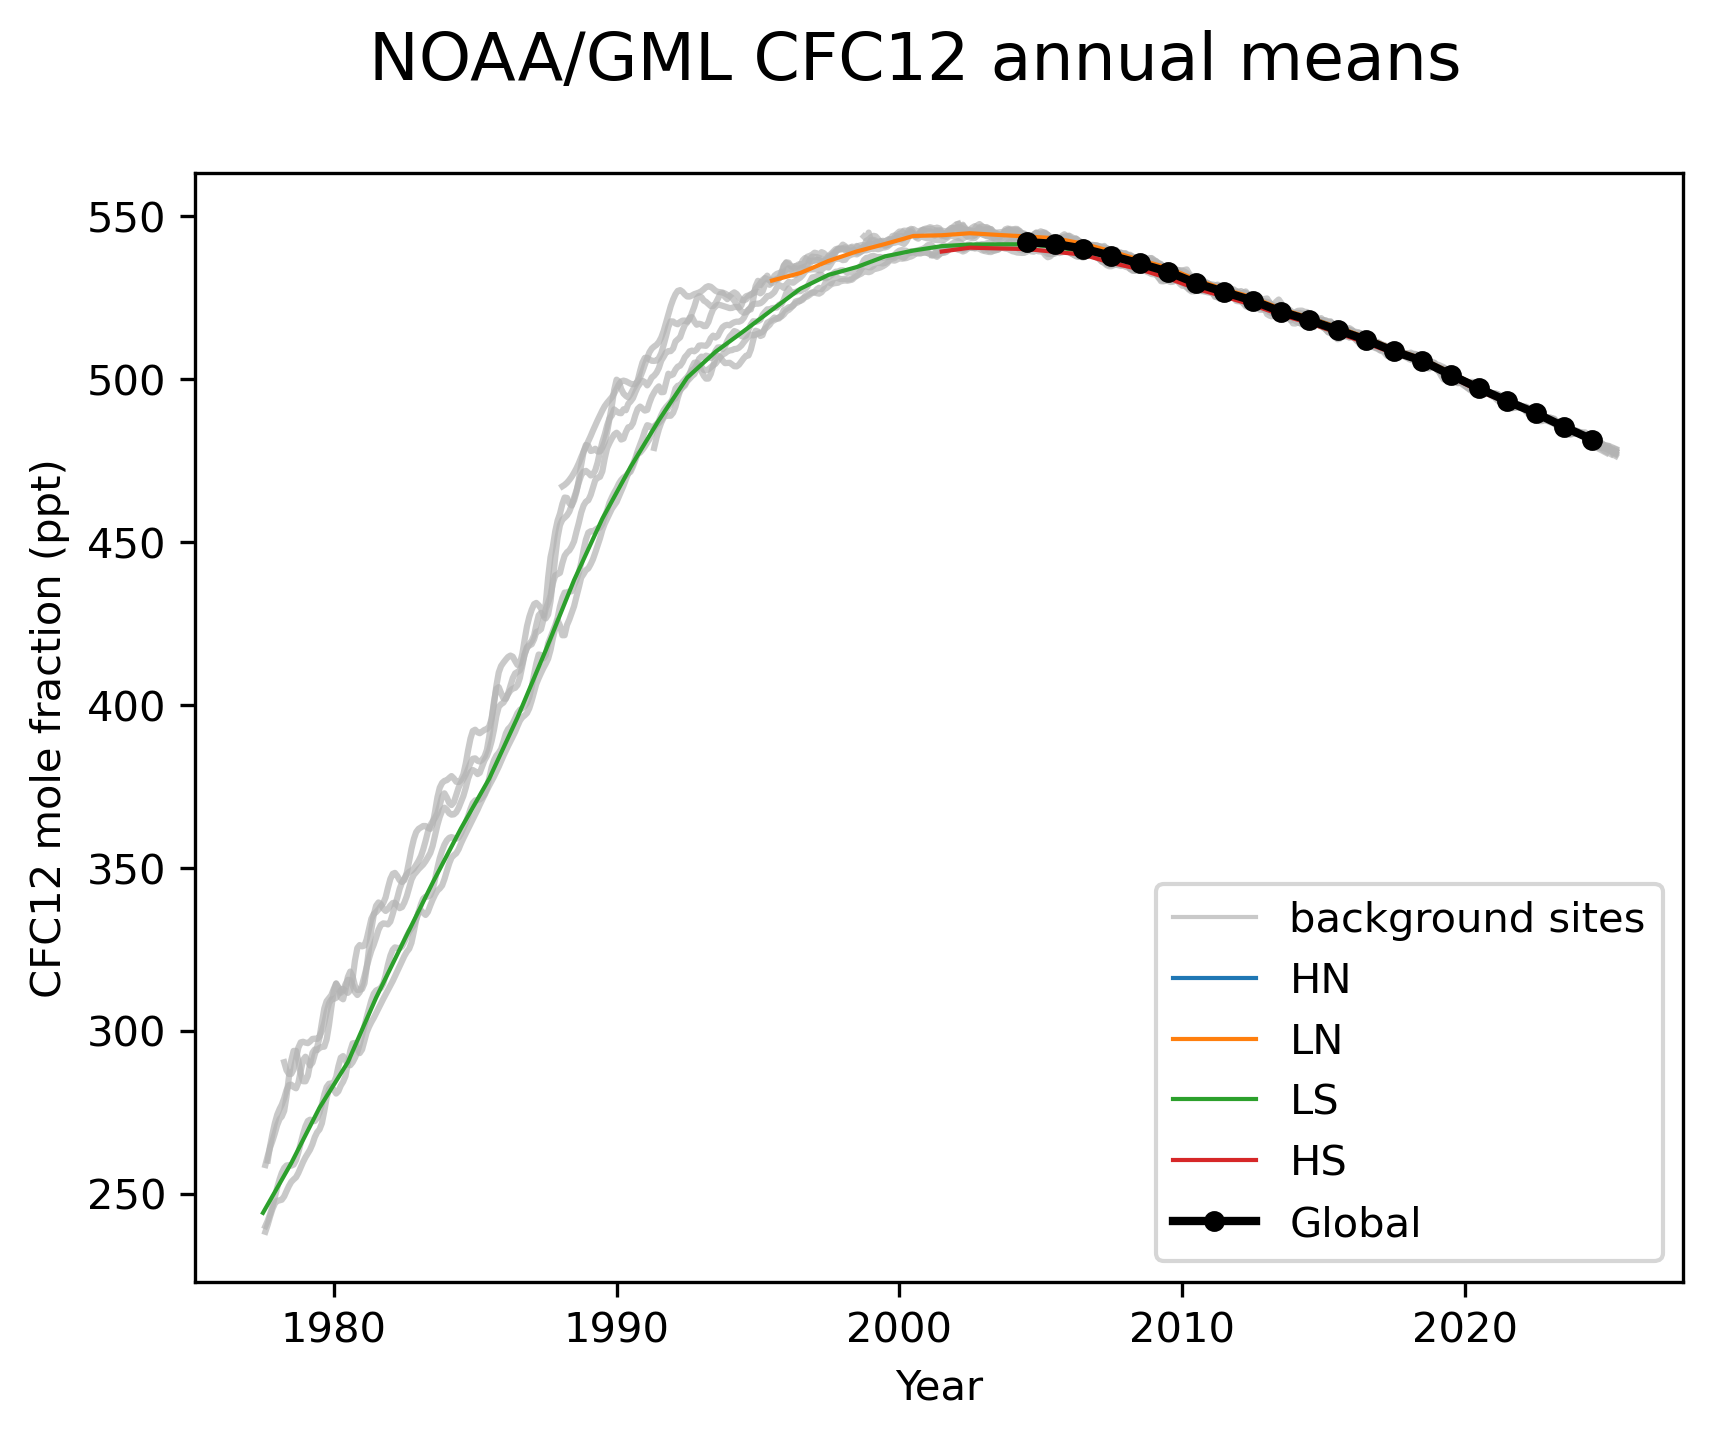 NOAA/GML CFC12 annual means
CFC12 mole fraction (ppt)
550
500
450
400
350
300
250
background sites
HN
LN
LS
HS
Global
1980
1990
2000
2010
2020
Year